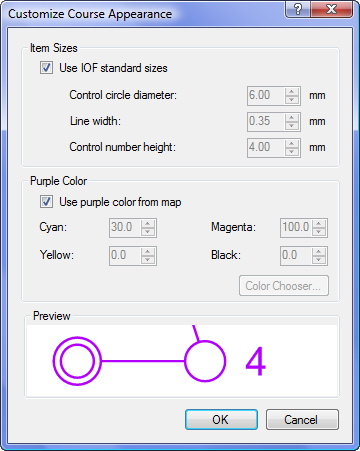 Customize Course Appearance
Item Sizes
Use IOF standard sizes
Control circle diameter: 6.00 mm
Line width: 0.35 mm
Control number height: 4.00 mm
Purple Color
Use purple color from map
Cyan: 30.0 Magenta: 100.0
Yellow: 0.0 Black: 0.0
Color Chooser...
Preview
4
OK Cancel